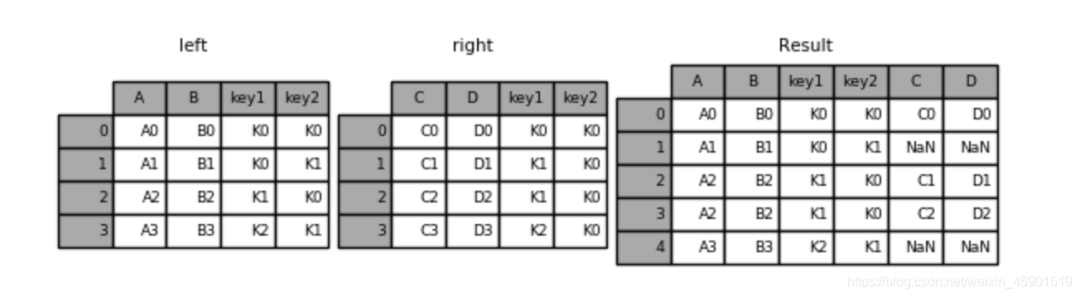 left
A B key1 key2
0 A0 B0 K0 K0
1 A1 B1 K0 K1
2 A2 B2 K1 K0
3 A3 B3 K2 K1
right
C D key1 key2
0 C0 D0 K0 K0
1 C1 D1 K1 K0
2 C2 D2 K1 K0
3 C3 D3 K2 K0
Result
A B key1 key2 C D
0 A0 B0 K0 K0 C0 D0
1 A1 B1 K0 K1 NaN NaN
2 A2 B2 K1 K0 C1 D1
3 A2 B2 K1 K0 C2 D2
4 A3 B3 K2 K1 NaN NaN
https://blog.csdn.net/weixin_45901519